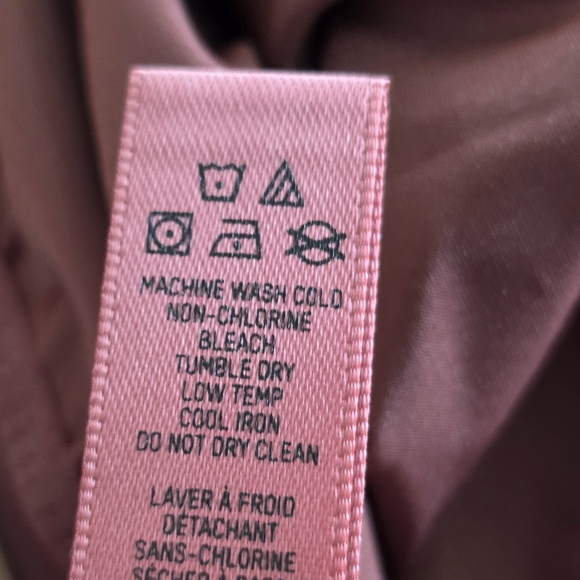 MACHINE WASH COLD
NON-CHLORINE
BLEACH
TUMBLE DRY
LOW TEMP
COOL IRON
DO NOT DRY CLEAN
LAVER À FROID
DÉTACHANT
SANS-CHLORINE
SÉCHER À